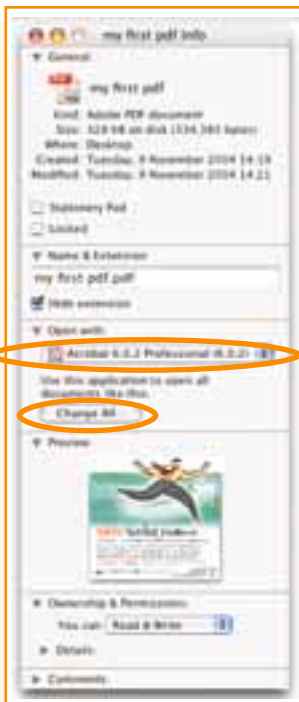 my first pdf Info
General
my first pdf
Kind: Adobe PDF document
Size: 328 kB on disk (334,385 bytes)
Where: Desktop
Created: Tuesday, 9 November 2004 14:19
Modified: Tuesday, 9 November 2004 14:21
Stationery Pad
Locked
Name & Extension
my first pdf.pdf
Hide extension
Open with:
Acrobat 6.0.2 Professional (6.0.2)
Use this application to open all
documents like this.
Change All
Preview
Ownership & Permissions
You can: Read & Write
Details
Comments